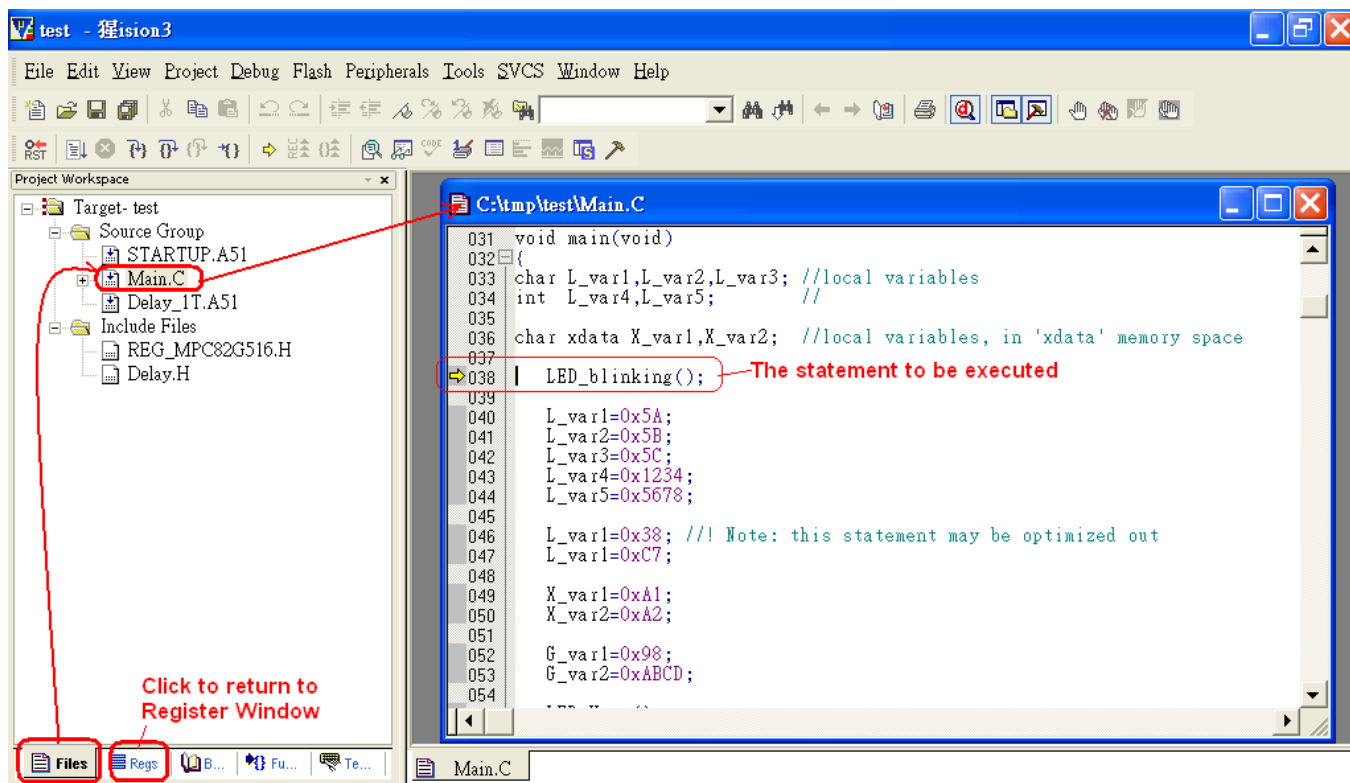 test - 猩ision3
File Edit View Project Debug Flash Peripherals Tools SVCS Window Help
RST
CODE
Project Workspace
Target- test
Source Group
STARTUP.A51
Main.C
Delay_1T.A51
Include Files
REG_MPC82G516.H
Delay.H
Click to return to
Register Window
Files Regs B... Fu... Te...
C:\tmp\test\Main.C
031 void main(void)
032 {
033 char L_var1,L_var2,L_var3; //local variables
034 int L_var4,L_var5; //
035
036 char xdata X_var1,X_var2; //local variables, in 'xdata' memory space
037
038 LED_blinking(); The statement to be executed
039
040 L_var1=0x5A;
041 L_var2=0x5B;
042 L_var3=0x5C;
043 L_var4=0x1234;
044 L_var5=0x5678;
045
046 L_var1=0x38; //! Note: this statement may be optimized out
047 L_var1=0xC7;
048
049 X_var1=0xA1;
050 X_var2=0xA2;
051
052 G_var1=0x98;
053 G_var2=0xABCD;
054
Main.C